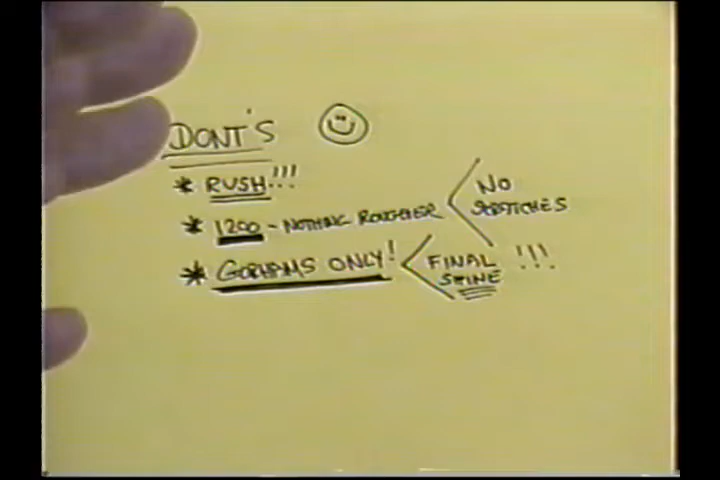 DONT'S
* RUSH!!!
* 1200 - NOTHING ROUGHER < NO SCRATCHES
* GORHAMS ONLY! < FINAL SHINE !!!